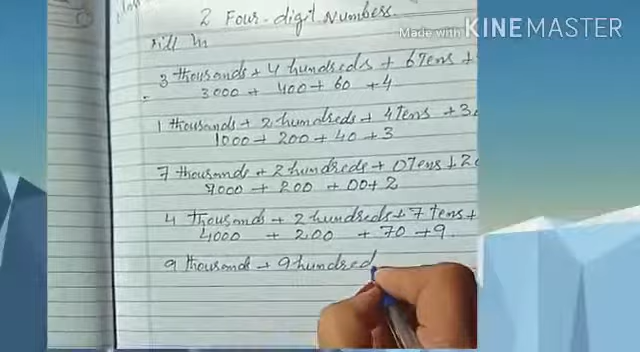 2 Four-digit Numbers.
Fill In
3 thousands + 4 hundreds + 6 Tens +
3000 + 400 + 60 + 4
1 thousands + 2 hundreds + 4 Tens + 3
1000 + 200 + 40 + 3
7 thousands + 2 hundreds + 0 Tens + 2
7000 + 200 + 00 + 2
4 thousands + 2 hundreds + 7 tens +
4000 + 200 + 70 + 9
9 thousands + 9 hundred
Made with KINEMASTER